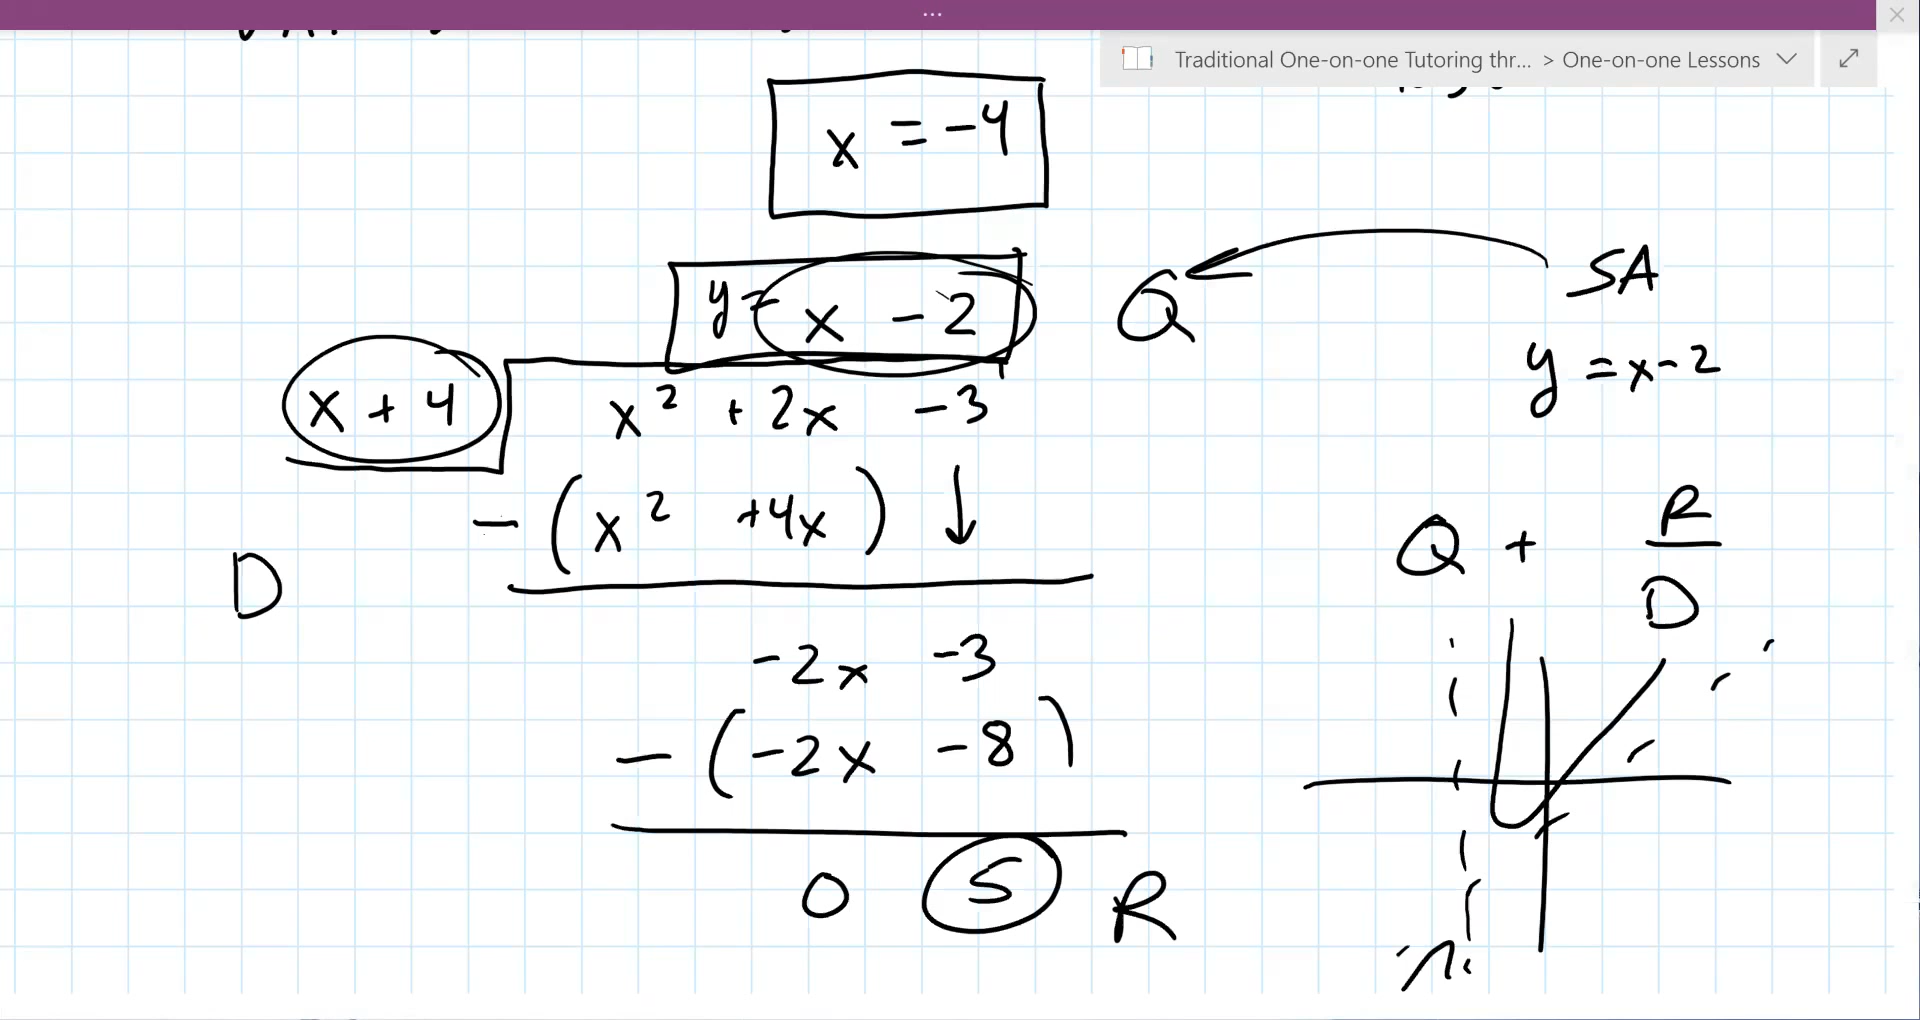 Traditional One-on-one Tutoring thr... > One-on-one Lessons
x = -4
y = x - 2 Q
SA
y = x - 2
x + 4
x² + 2x - 3
- (x² + 4x) ↓
D
Q + R/D
-2x -3
- (-2x -8)
0 5 R